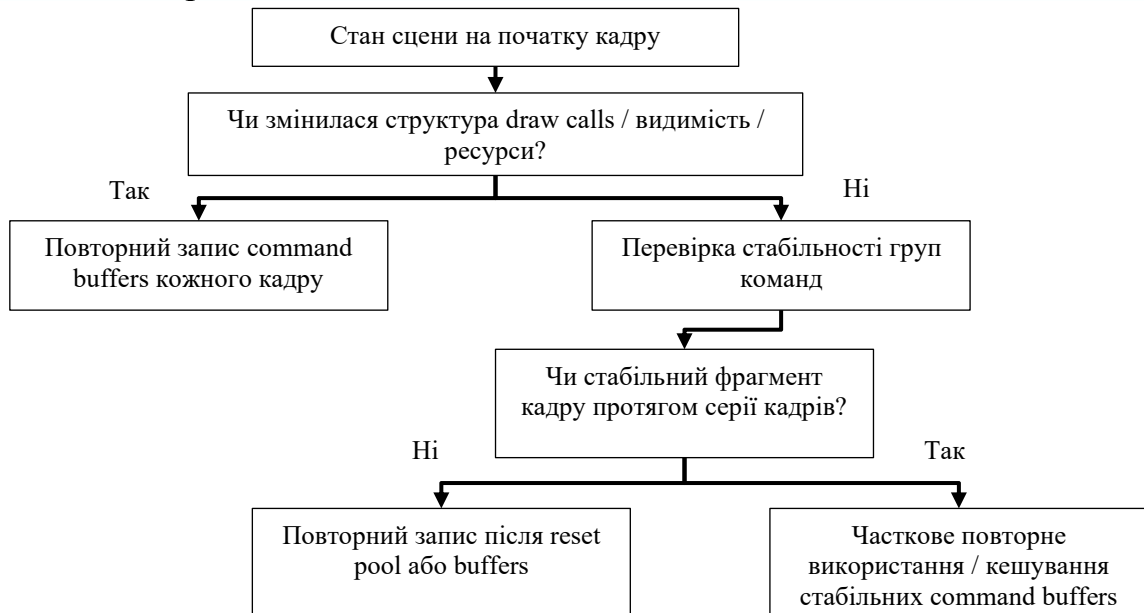 Стан сцени на початку кадру
Чи змінилася структура draw calls / видимість /
ресурси?
Так
Ні
Повторний запис command
buffers кожного кадру
Перевірка стабільності груп
команд
Чи стабільний фрагмент
кадру протягом серії кадрів?
Ні
Так
Повторний запис після reset
pool або buffers
Часткове повторне
використання / кешування
стабільних command buffers